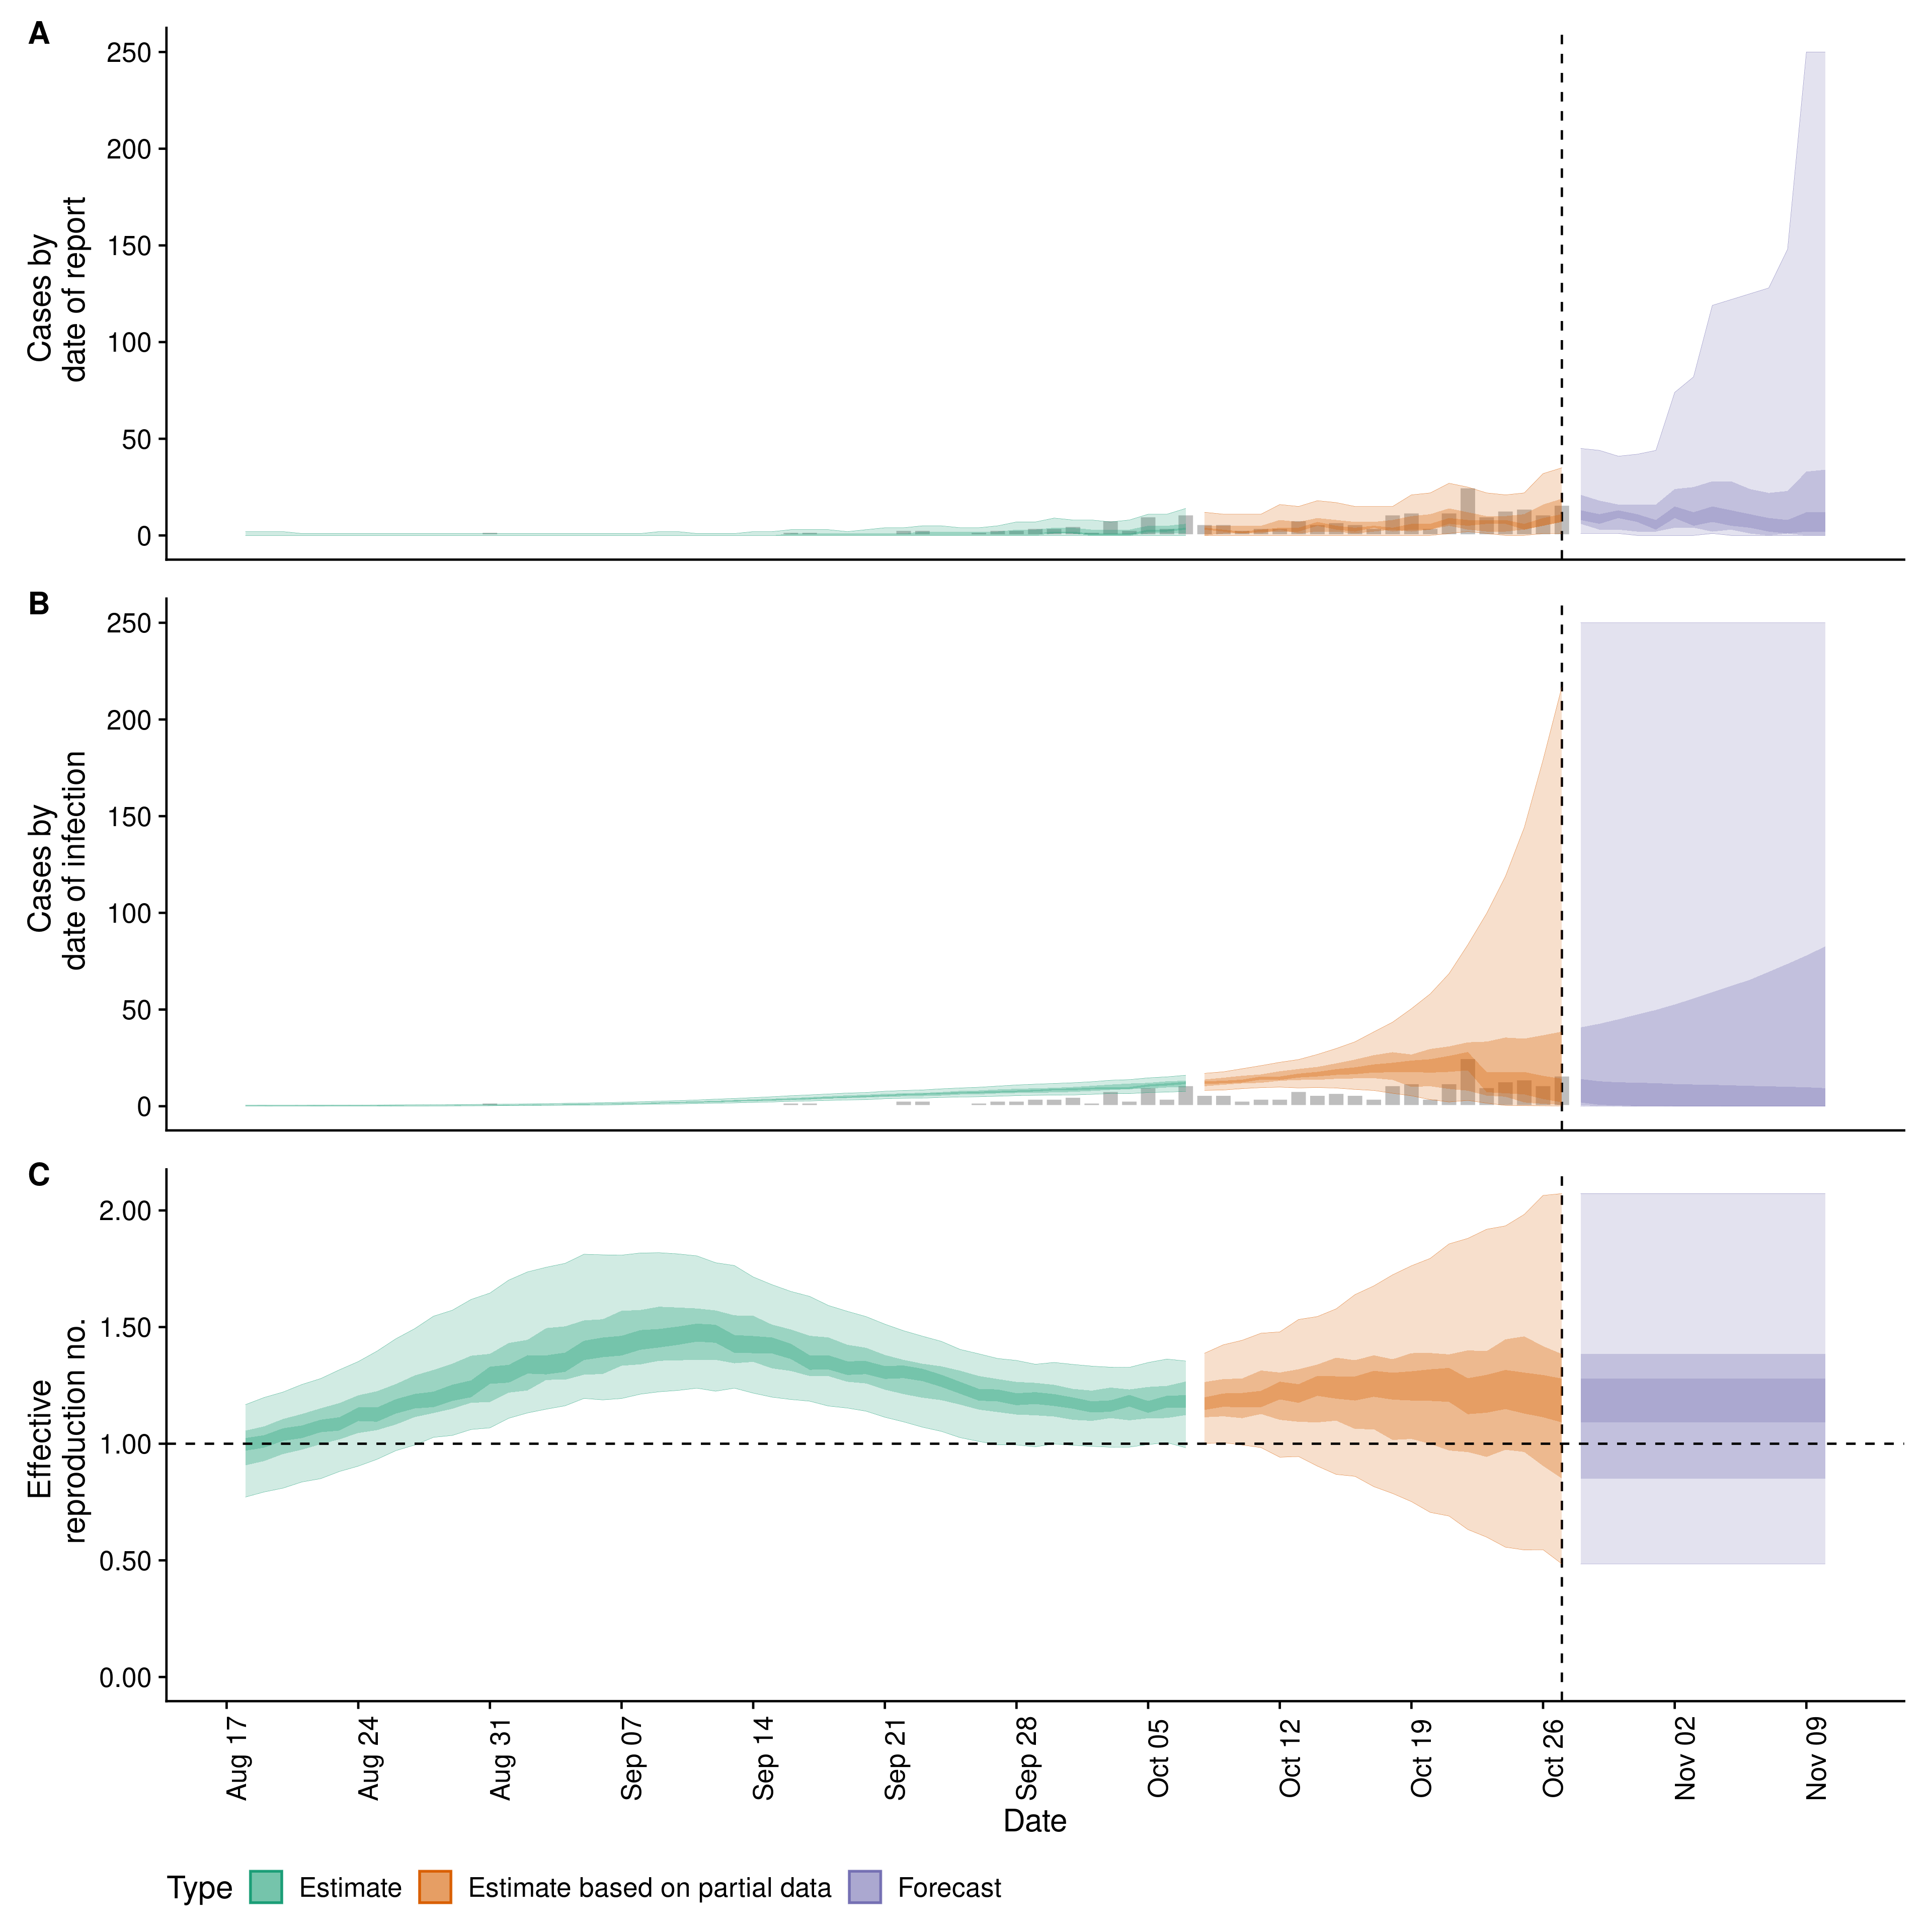 A
250
200
150
100
50
0
Cases by
date of report
B
250
200
150
100
50
0
Cases by
date of infection
C
2.00
1.50
1.00
0.50
0.00
Effective
reproduction no.
Aug 17
Aug 24
Aug 31
Sep 07
Sep 14
Sep 21
Sep 28
Oct 05
Oct 12
Oct 19
Oct 26
Nov 02
Nov 09
Date
Type Estimate Estimate based on partial data Forecast